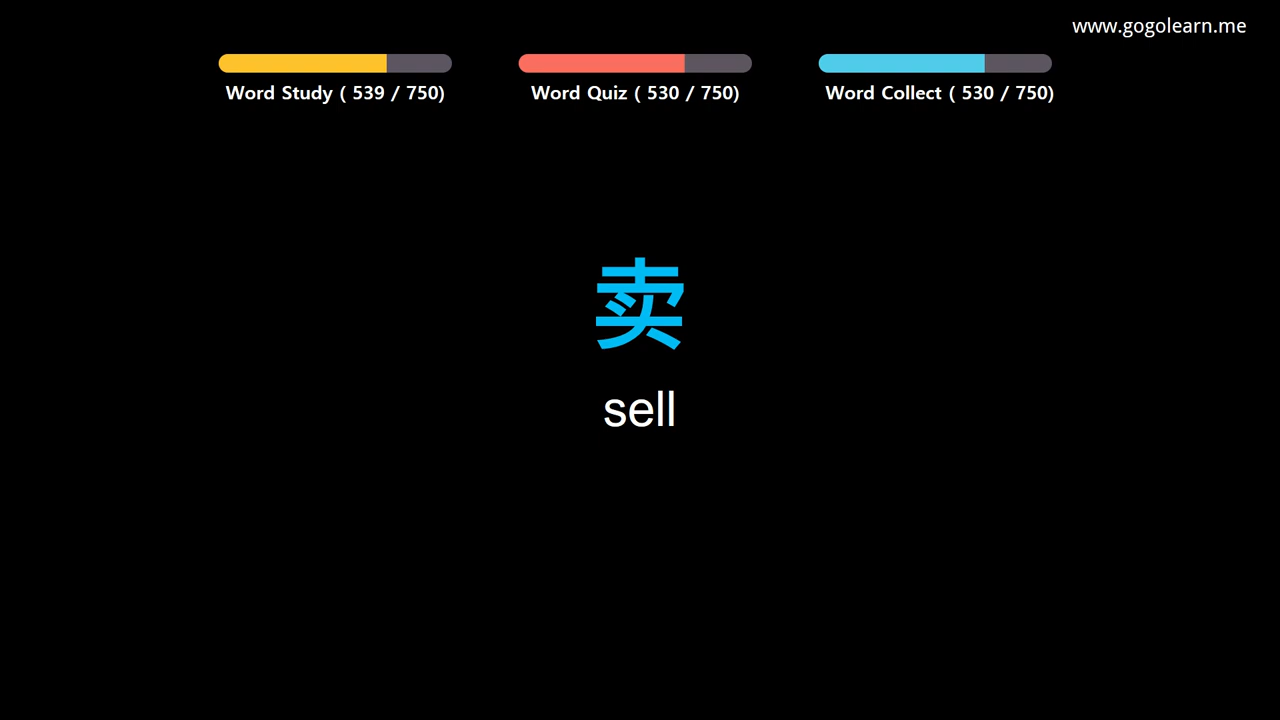 www.gogolearn.me
Word Study ( 539 / 750)
Word Quiz ( 530 / 750)
Word Collect ( 530 / 750)
卖
sell